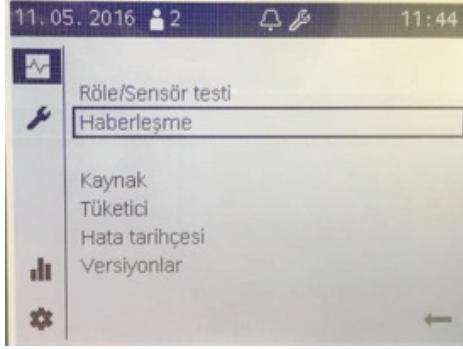 11. 05. 2016 2 11:44
Röle/Sensör testi
Haberleşme
Kaynak
Tüketici
Hata tarihçesi
Versiyonlar